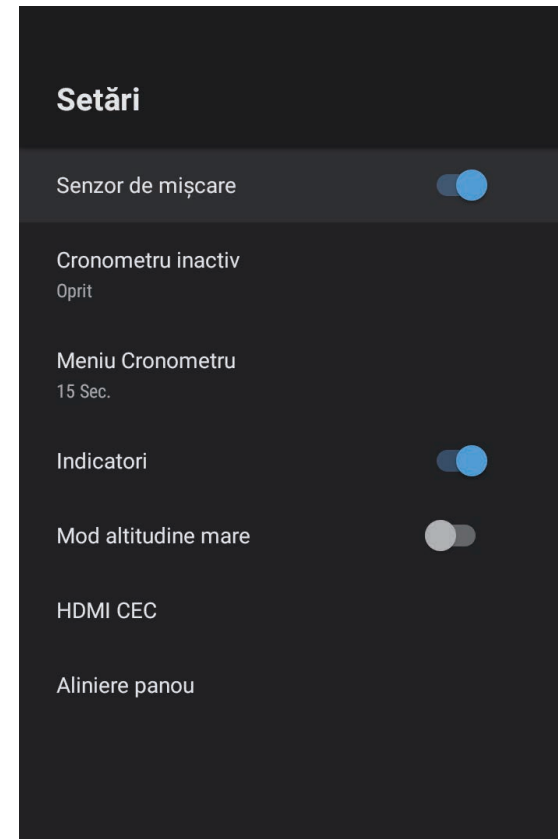 Setări
Senzor de mișcare
Cronometru inactiv
Oprit
Meniu Cronometru
15 Sec.
Indicatori
Mod altitudine mare
HDMI CEC
Aliniere panou